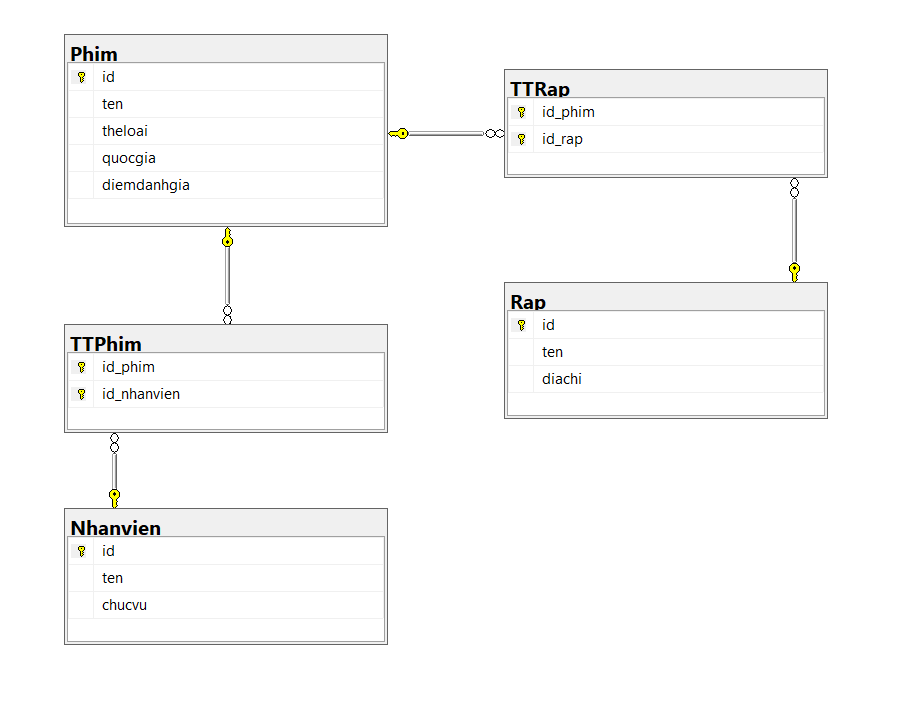 Phim
id
ten
theloai
quocgia
diemdanhgia
TTRap
id_phim
id_rap
Rap
id
ten
diachi
TTPhim
id_phim
id_nhanvien
Nhanvien
id
ten
chucvu